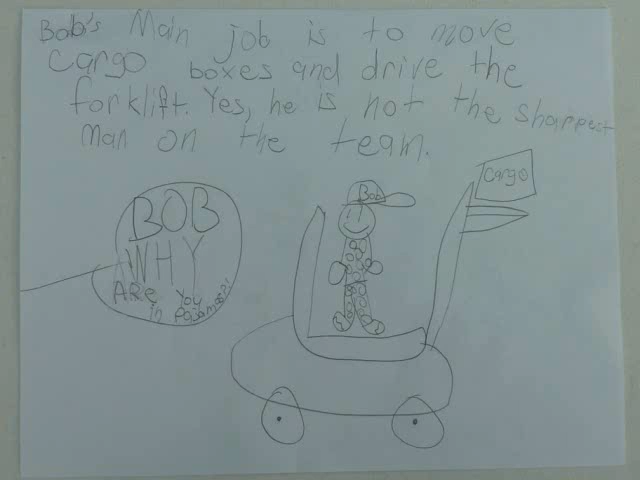 Bob's Main job is to move
cargo boxes and drive the
forklift. Yes, he is not the sharpest
man on the team.
BOB
WHY
ARe You
in Pajamas?!
Bob
Cargo